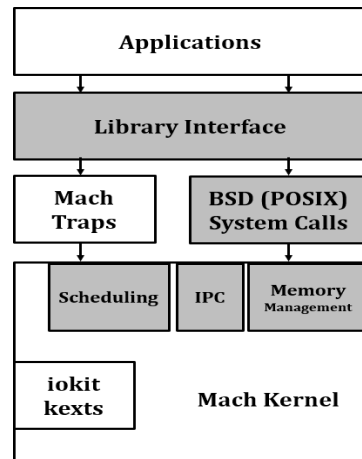 Applications
Library Interface
Mach
Traps
BSD (POSIX)
System Calls
Scheduling
IPC
Memory
Management
iokit
kexts
Mach Kernel